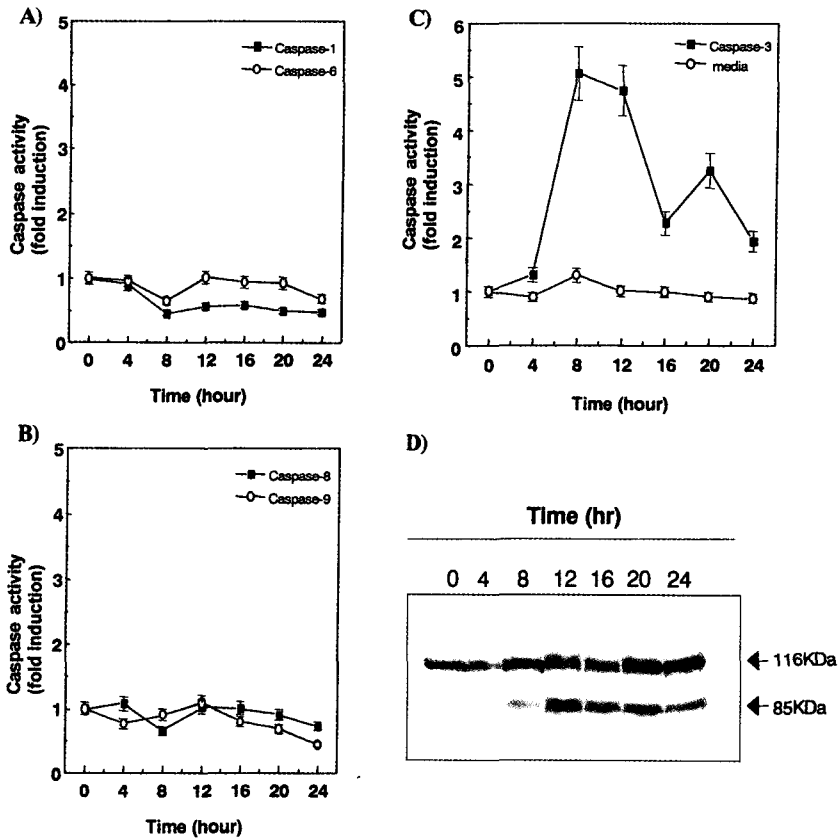 A)
5
4
3
2
1
0
Caspase activity
(fold induction)
Caspase-1
Caspase-6
0 4 8 12 16 20 24
Time (hour)
B)
5
4
3
2
1
0
Caspase activity
(fold induction)
Caspase-8
Caspase-9
0 4 8 12 16 20 24
Time (hour)
C)
6
5
4
3
2
1
0
Caspase activity
(fold induction)
Caspase-3
media
0 4 8 12 16 20 24
Time (hour)
D)
Time (hr)
0 4 8 12 16 20 24
116KDa
85KDa